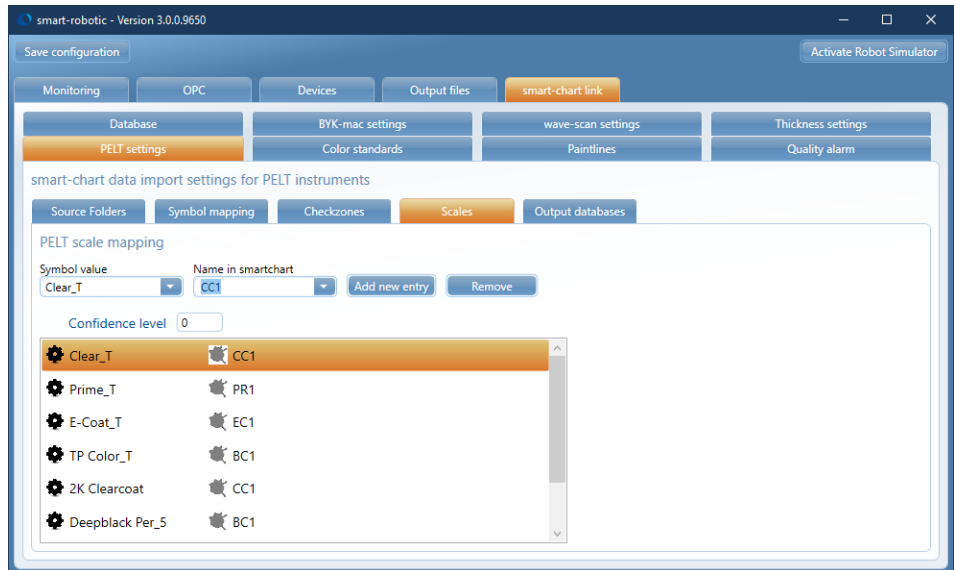 smart-robotic - Version 3.0.0.9650
Save configuration Activate Robot Simulator
Monitoring OPC Devices Output files smart-chart link
Database BYK-mac settings wave-scan settings Thickness settings
PELT settings Color standards Paintlines Quality alarm
smart-chart data import settings for PELT instruments
Source Folders Symbol mapping Checkzones Scales Output databases
PELT scale mapping
Symbol value Name in smartchart
Clear_T CC1 Add new entry Remove
Confidence level 0
Clear_T CC1
Prime_T PR1
E-Coat_T EC1
TP Color_T BC1
2K Clearcoat CC1
Deepblack Per_5 BC1